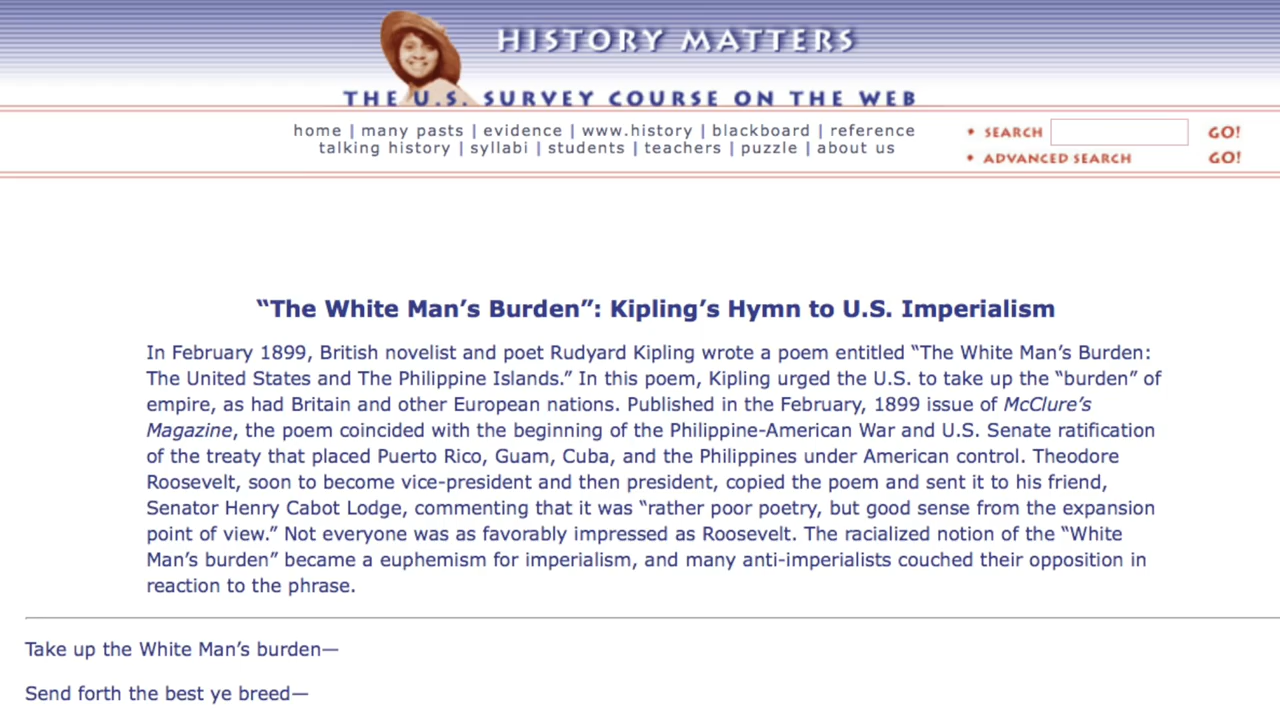 HISTORY MATTERS
THE U.S. SURVEY COURSE ON THE WEB
home | many pasts | evidence | www.history | blackboard | reference
talking history | syllabi | students | teachers | puzzle | about us
• SEARCH GO!
• ADVANCED SEARCH GO!
“The White Man’s Burden”: Kipling’s Hymn to U.S. Imperialism
In February 1899, British novelist and poet Rudyard Kipling wrote a poem entitled “The White Man’s Burden:
The United States and The Philippine Islands.” In this poem, Kipling urged the U.S. to take up the “burden” of
empire, as had Britain and other European nations. Published in the February, 1899 issue of McClure’s
Magazine, the poem coincided with the beginning of the Philippine-American War and U.S. Senate ratification
of the treaty that placed Puerto Rico, Guam, Cuba, and the Philippines under American control. Theodore
Roosevelt, soon to become vice-president and then president, copied the poem and sent it to his friend,
Senator Henry Cabot Lodge, commenting that it was “rather poor poetry, but good sense from the expansion
point of view.” Not everyone was as favorably impressed as Roosevelt. The racialized notion of the “White
Man’s burden” became a euphemism for imperialism, and many anti-imperialists couched their opposition in
reaction to the phrase.
Take up the White Man’s burden—
Send forth the best ye breed—